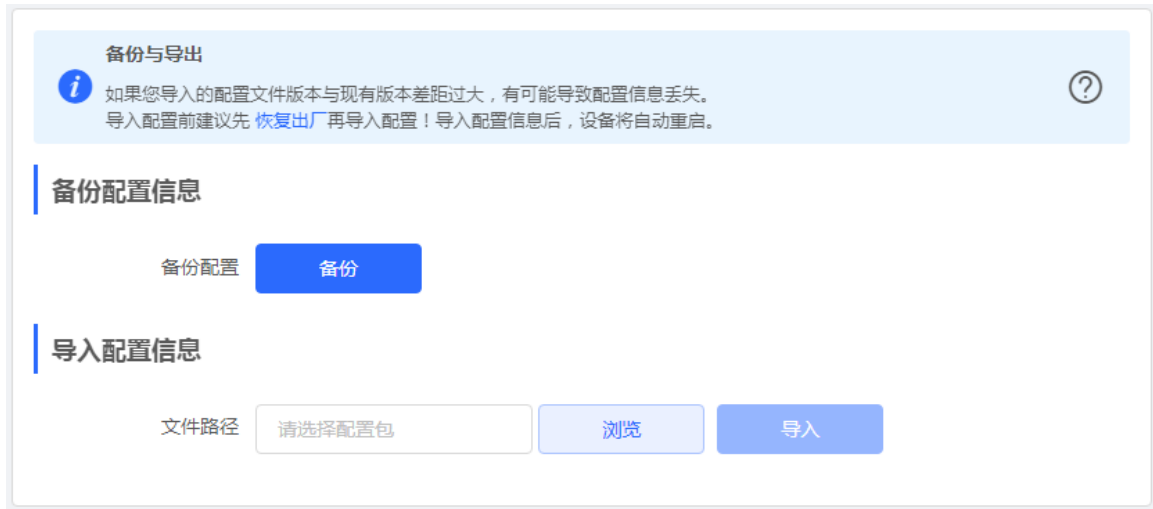 备份与导出
如果您导入的配置文件版本与现有版本差距过大，有可能导致配置信息丢失。
导入配置前建议先 恢复出厂再导入配置！导入配置信息后，设备将自动重启。
备份配置信息
备份配置 备份
导入配置信息
文件路径 请选择配置包 浏览 导入